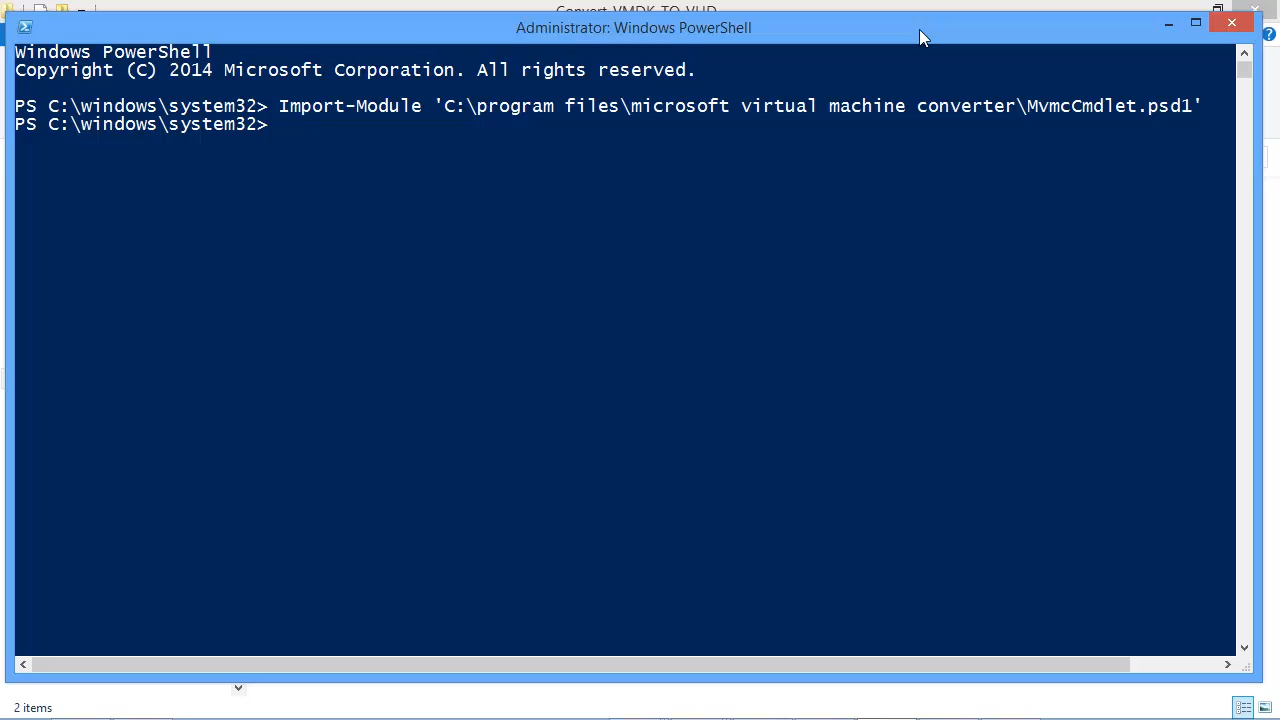 Convert_VMDK_TO_VHD
Administrator: Windows PowerShell
Windows PowerShell
Copyright (C) 2014 Microsoft Corporation. All rights reserved.
PS C:\windows\system32> Import-Module 'C:\program files\microsoft virtual machine converter\MvmcCmdlet.psd1'
PS C:\windows\system32>
2 items